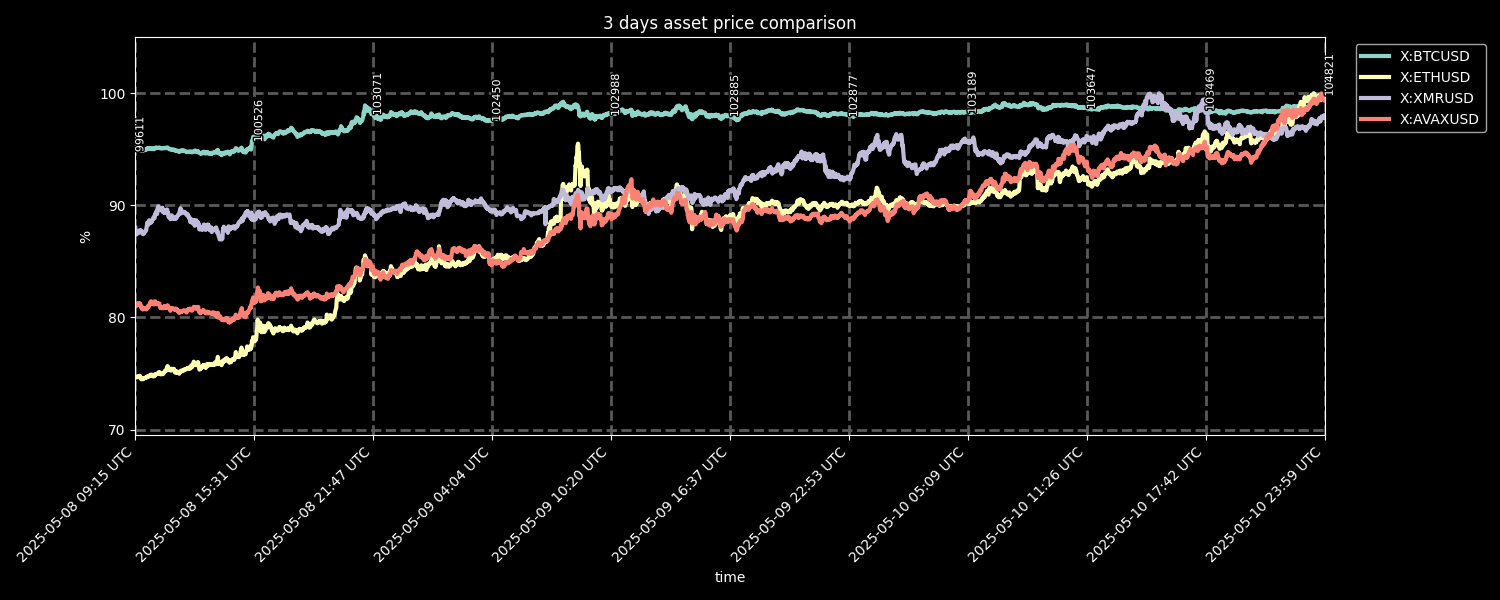 3 days asset price comparison
%
100
90
80
70
99611
100526
103071
102450
102988
102885
102877
103189
103647
103469
104821
X:BTCUSD
X:ETHUSD
X:XMRUSD
X:AVAXUSD
2025-05-08 09:15 UTC
2025-05-08 15:31 UTC
2025-05-08 21:47 UTC
2025-05-09 04:04 UTC
2025-05-09 10:20 UTC
2025-05-09 16:37 UTC
2025-05-09 22:53 UTC
2025-05-10 05:09 UTC
2025-05-10 11:26 UTC
2025-05-10 17:42 UTC
2025-05-10 23:59 UTC
time